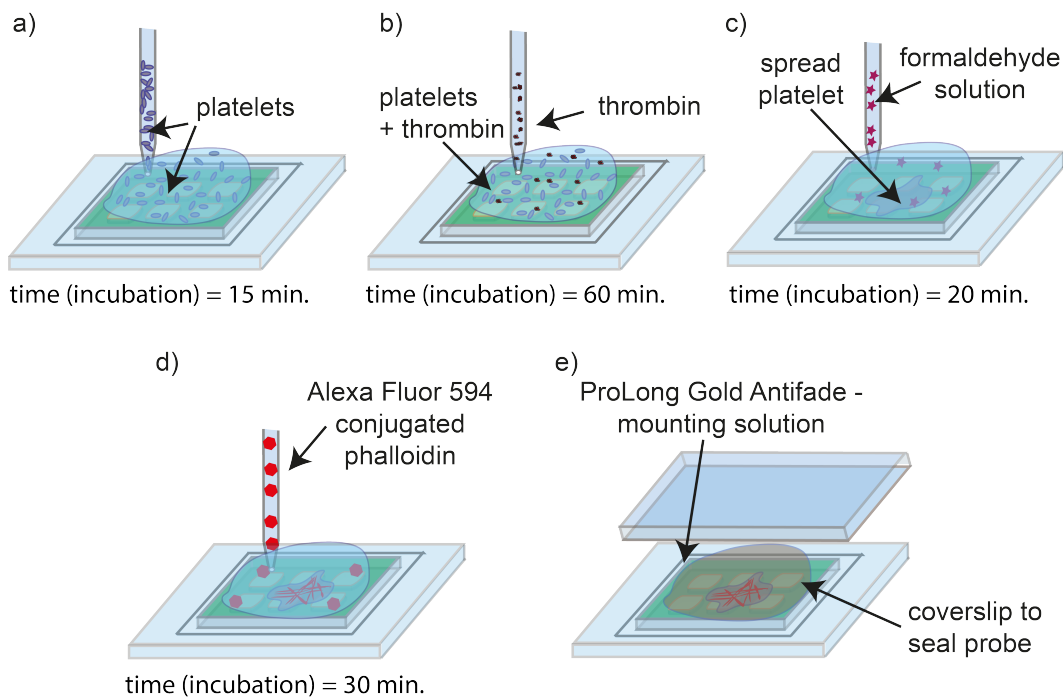 a)
platelets
time (incubation) = 15 min.
b)
platelets
+ thrombin
thrombin
time (incubation) = 60 min.
c)
spread
platelet
formaldehyde
solution
time (incubation) = 20 min.
d)
Alexa Fluor 594
conjugated
phalloidin
time (incubation) = 30 min.
e)
ProLong Gold Antifade -
mounting solution
coverslip to
seal probe